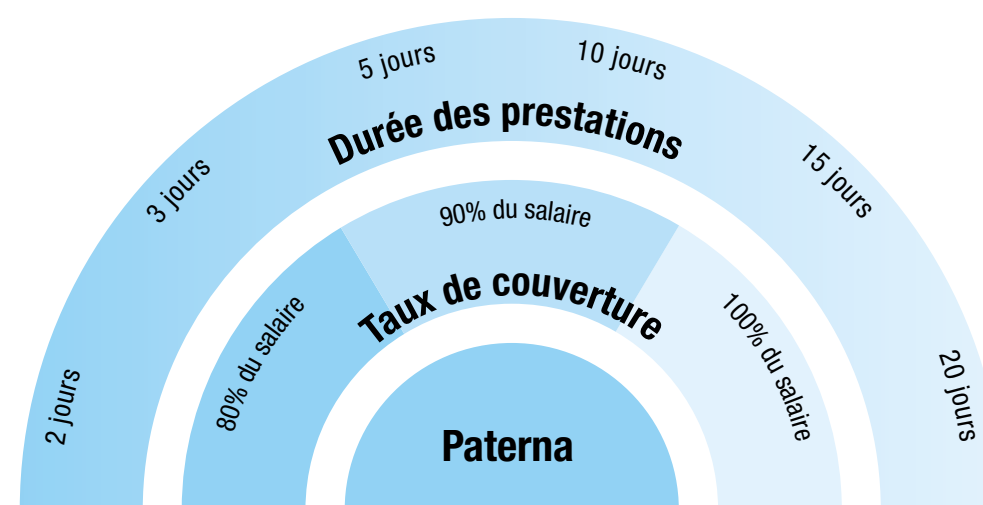 2 jours
3 jours
5 jours
10 jours
15 jours
20 jours
Durée des prestations
80% du salaire
90% du salaire
100% du salaire
Taux de couverture
Paterna